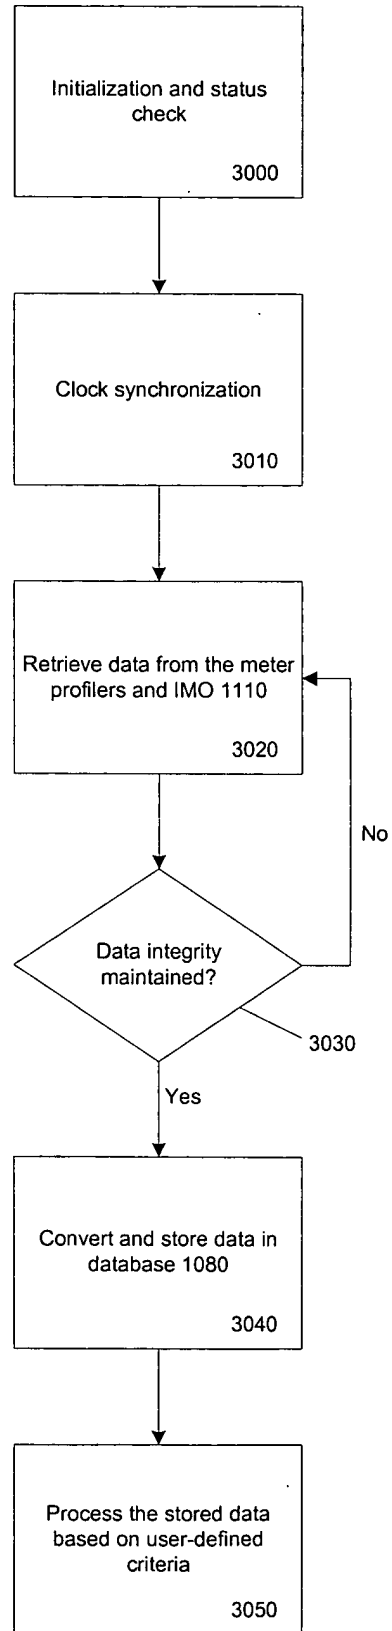 Initialization and status
check
3000
Clock synchronization
3010
Retrieve data from the meter
profilers and IMO 1110
3020
No
Data integrity
maintained?
3030
Yes
Convert and store data in
database 1080
3040
Process the stored data
based on user-defined
criteria
3050